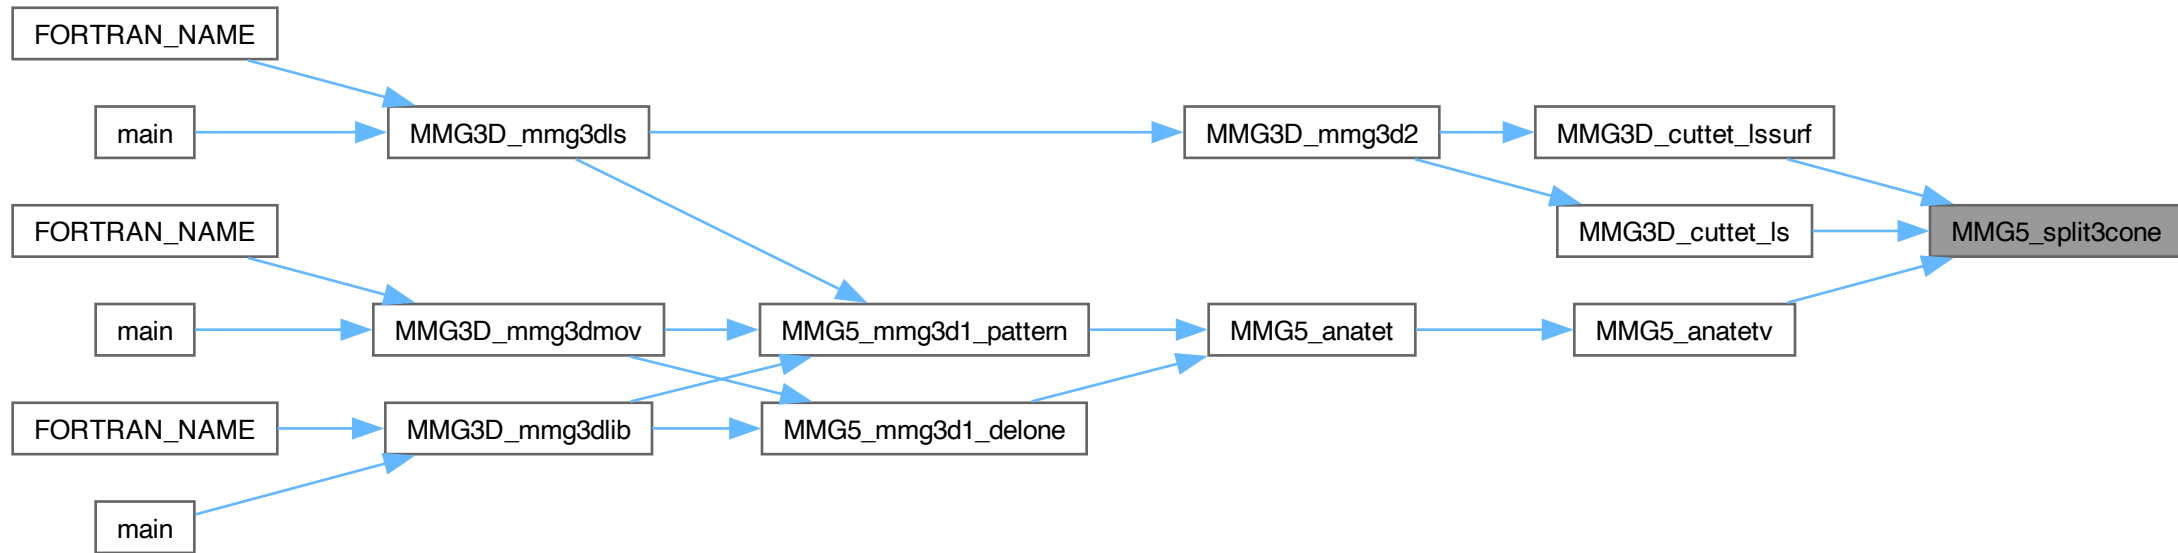 FORTRAN_NAME
main
MMG3D_mmg3dls
MMG3D_mmg3d2
MMG3D_cuttet_lssurf
FORTRAN_NAME
MMG3D_cuttet_ls
MMG5_split3cone
main
MMG3D_mmg3dmov
MMG5_mmg3d1_pattern
MMG5_anatet
MMG5_anatetv
FORTRAN_NAME
MMG3D_mmg3dlib
MMG5_mmg3d1_delone
main